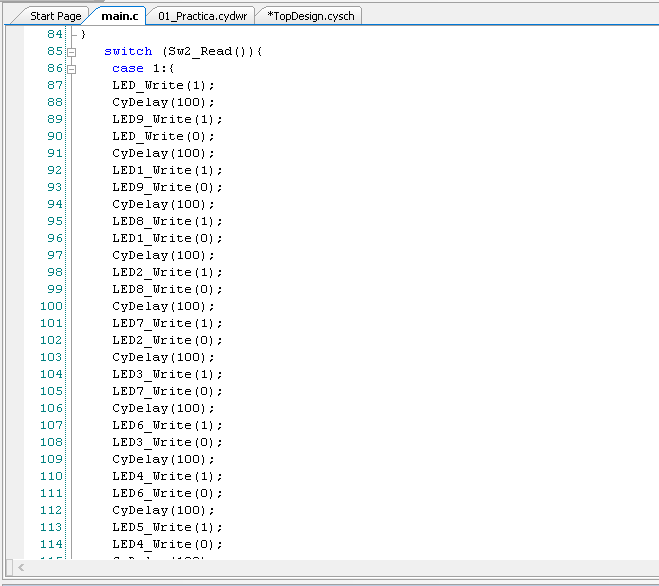 Start Page main.c 01_Practica.cydwr *TopDesign.cysch
84 }
85 switch (Sw2_Read()){
86 case 1:{
87 LED_Write(1);
88 CyDelay(100);
89 LED9_Write(1);
90 LED_Write(0);
91 CyDelay(100);
92 LED1_Write(1);
93 LED9_Write(0);
94 CyDelay(100);
95 LED8_Write(1);
96 LED1_Write(0);
97 CyDelay(100);
98 LED2_Write(1);
99 LED8_Write(0);
100 CyDelay(100);
101 LED7_Write(1);
102 LED2_Write(0);
103 CyDelay(100);
104 LED3_Write(1);
105 LED7_Write(0);
106 CyDelay(100);
107 LED6_Write(1);
108 LED3_Write(0);
109 CyDelay(100);
110 LED4_Write(1);
111 LED6_Write(0);
112 CyDelay(100);
113 LED5_Write(1);
114 LED4_Write(0);